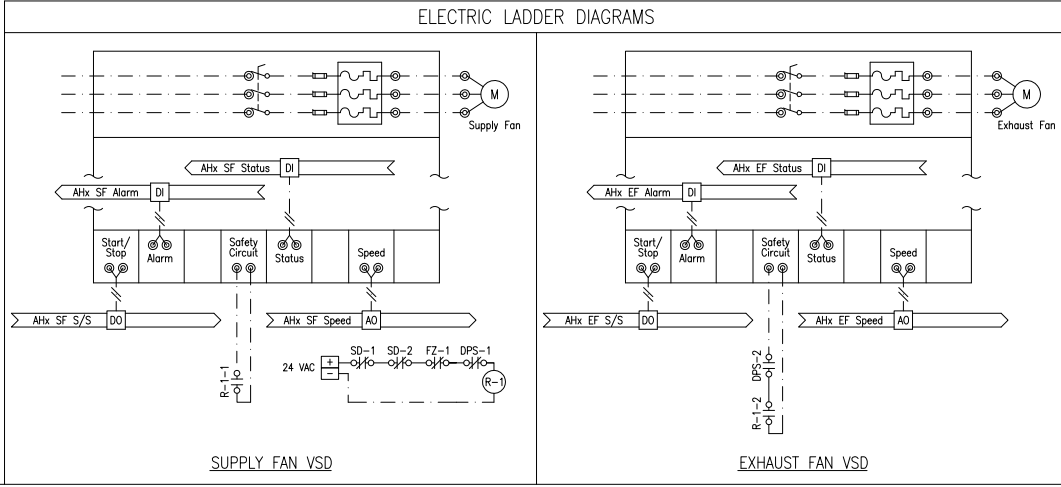 ELECTRIC LADDER DIAGRAMS
M
Supply Fan
AHx SF Status DI
AHx SF Alarm DI
Start/
Stop
Alarm
Safety
Circuit
Status
Speed
AHx SF S/S DO
AHx SF Speed AO
R-1-1
24 VAC
+
−
SD-1 SD-2 FZ-1 DPS-1
R-1
SUPPLY FAN VSD
M
Exhaust Fan
AHx EF Status DI
AHx EF Alarm DI
Start/
Stop
Alarm
Safety
Circuit
Status
Speed
AHx EF S/S DO
AHx EF Speed AO
DPS-2
R-1-2
EXHAUST FAN VSD